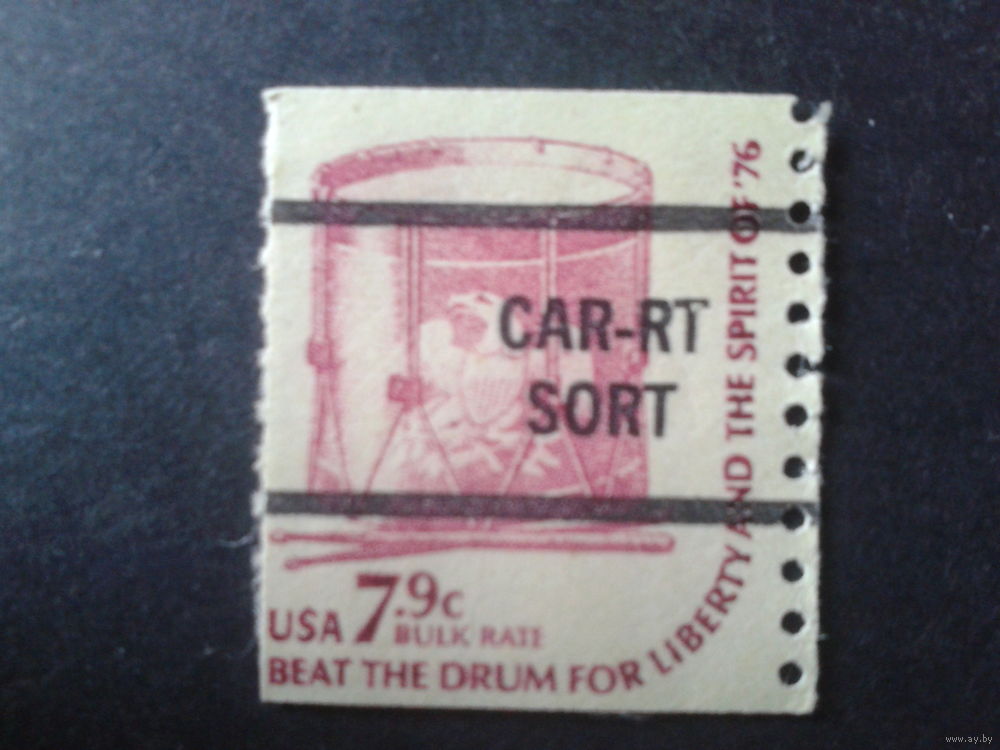 CAR-RT
SORT
USA 7.9c
BULK RATE
BEAT THE DRUM FOR LIBERTY AND THE SPIRIT OF '76
www.ay.by